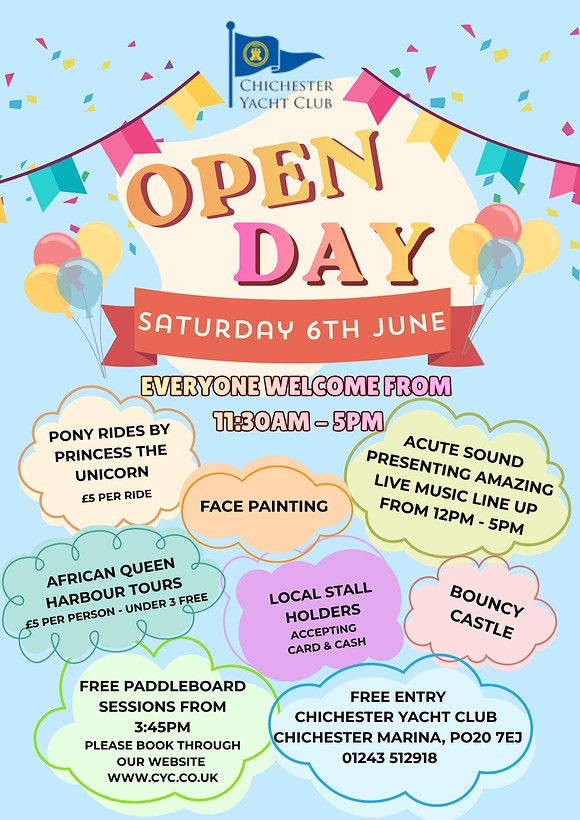 CHICHESTER
YACHT CLUB
OPEN
DAY
SATURDAY 6TH JUNE
EVERYONE WELCOME FROM
11:30AM – 5PM
PONY RIDES BY
PRINCESS THE
UNICORN
£5 PER RIDE
FACE PAINTING
ACUTE SOUND
PRESENTING AMAZING
LIVE MUSIC LINE UP
FROM 12PM - 5PM
AFRICAN QUEEN
HARBOUR TOURS
£5 PER PERSON - UNDER 3 FREE
LOCAL STALL
HOLDERS
ACCEPTING
CARD & CASH
BOUNCY
CASTLE
FREE PADDLEBOARD
SESSIONS FROM
3:45PM
PLEASE BOOK THROUGH
OUR WEBSITE
WWW.CYC.CO.UK
FREE ENTRY
CHICHESTER YACHT CLUB
CHICHESTER MARINA, PO20 7EJ
01243 512918